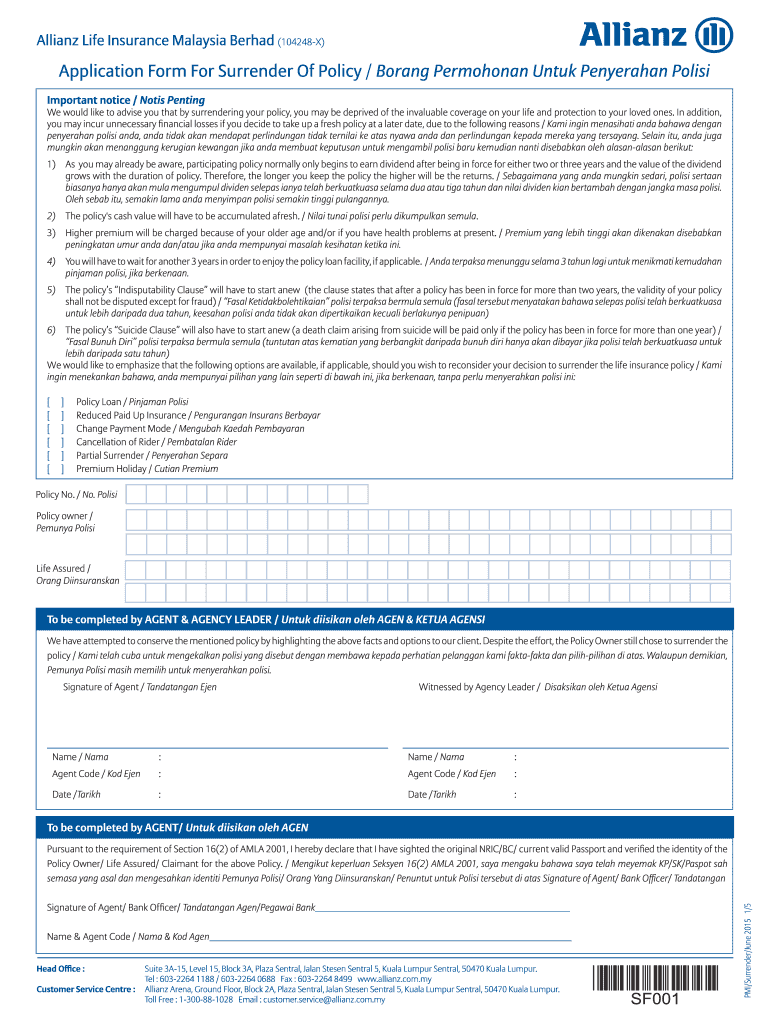 Allianz Life Insurance Malaysia Berhad (104248-X)
Allianz
Application Form For Surrender Of Policy / Borang Permohonan Untuk Penyerahan Polisi
Important notice / Notis Penting
We would like to advise you that by surrendering your policy, you may be deprived of the invaluable coverage on your life and protection to your loved ones. In addition,
you may incur unnecessary financial losses if you decide to take up a fresh policy at a later date, due to the following reasons / Kami ingin menasihati anda bahawa dengan
penyerahan polisi anda, anda tidak akan mendapat perlindungan tidak ternilai ke atas nyawa anda dan perlindungan kepada mereka yang tersayang. Selain itu, anda juga
mungkin akan menanggung kerugian kewangan jika anda membuat keputusan untuk mengambil polisi baru kemudian nanti disebabkan oleh alasan-alasan berikut:
1) As you may already be aware, participating policy normally only begins to earn dividend after being in force for either two or three years and the value of the dividend
grows with the duration of policy. Therefore, the longer you keep the policy the higher will be the returns. / Sebagaimana yang anda mungkin sedari, polisi sertaan
biasanya hanya akan mula mengumpul dividen selepas ianya telah berkuatkuasa selama dua atau tiga tahun dan nilai dividen kian bertambah dengan jangka masa polisi.
Oleh sebab itu, semakin lama anda menyimpan polisi semakin tinggi pulangannya.
2) The policy's cash value will have to be accumulated afresh. / Nilai tunai polisi perlu dikumpulkan semula.
3) Higher premium will be charged because of your older age and/or if you have health problems at present. / Premium yang lebih tinggi akan dikenakan disebabkan
peningkatan umur anda dan/atau jika anda mempunyai masalah kesihatan ketika ini.
4) You will have to wait for another 3 years in order to enjoy the policy loan facility, if applicable. / Anda terpaksa menunggu selama 3 tahun lagi untuk menikmati kemudahan
pinjaman polisi, jika berkenaan.
5) The policy's "Indisputability Clause" will have to start anew (the clause states that after a policy has been in force for more than two years, the validity of your policy
shall not be disputed except for fraud) / "Fasal Ketidakbolehtikaian" polisi terpaksa bermula semula (fasal tersebut menyatakan bahawa selepas polisi telah berkuatkuasa
untuk lebih daripada dua tahun, keesahan polisi anda tidak akan dipertikaikan kecuali berlakunya penipuan)
6) The policy's "Suicide Clause" will also have to start anew (a death claim arising from suicide will be paid only if the policy has been in force for more than one year) /
"Fasal Bunuh Diri" polisi terpaksa bermula semula (tuntutan atas kematian yang berbangkit daripada bunuh diri hanya akan dibayar jika polisi telah berkuatkuasa untuk
lebih daripada satu tahun)
We would like to emphasize that the following options are available, if applicable, should you wish to reconsider your decision to surrender the life insurance policy / Kami
ingin menekankan bahawa, anda mempunyai pilihan yang lain seperti di bawah ini, jika berkenaan, tanpa perlu menyerahkan polisi ini:
[ ] Policy Loan / Pinjaman Polisi
[ ] Reduced Paid Up Insurance / Pengurangan Insurans Berbayar
[ ] Change Payment Mode / Mengubah Kaedah Pembayaran
[ ] Cancellation of Rider / Pembatalan Rider
[ ] Partial Surrender / Penyerahan Separa
[ ] Premium Holiday / Cutian Premium
Policy No. / No. Polisi
Policy owner /
Pemunya Polisi
Life Assured /
Orang Diinsuranskan
To be completed by AGENT & AGENCY LEADER / Untuk diisikan oleh AGEN & KETUA AGENSI
We have attempted to conserve the mentioned policy by highlighting the above facts and options to our client. Despite the effort, the Policy Owner still chose to surrender the
policy / Kami telah cuba untuk mengekalkan polisi yang disebut dengan membawa kepada perhatian pelanggan kami fakta-fakta dan pilih-pilihan di atas. Walaupun demikian,
Pemunya Polisi masih memilih untuk menyerahkan polisi.
Signature of Agent / Tandatangan Ejen Witnessed by Agency Leader / Disaksikan oleh Ketua Agensi
Name / Nama : Name / Nama :
Agent Code / Kod Ejen : Agent Code / Kod Ejen :
Date /Tarikh : Date /Tarikh :
To be completed by AGENT/ Untuk diisikan oleh AGEN
Pursuant to the requirement of Section 16(2) of AMLA 2001, I hereby declare that I have sighted the original NRIC/BC/ current valid Passport and verified the identity of the
Policy Owner/ Life Assured/ Claimant for the above Policy. / Mengikut keperluan Seksyen 16(2) AMLA 2001, saya mengaku bahawa saya telah meyemak KP/SK/Paspot sah
semasa yang asal dan mengesahkan identiti Pemunya Polisi/ Orang Yang Diinsuranskan/ Penuntut untuk Polisi tersebut di atas Signature of Agent/ Bank Officer/ Tandatangan
Signature of Agent/ Bank Officer/ Tandatangan Agen/Pegawai Bank
Name & Agent Code / Nama & Kod Agen
Head Office : Suite 3A-15, Level 15, Block 3A, Plaza Sentral, Jalan Stesen Sentral 5, Kuala Lumpur Sentral, 50470 Kuala Lumpur.
Tel : 603-2264 1188 / 603-2264 0688 Fax : 603-2264 8499 www.allianz.com.my
Customer Service Centre : Allianz Arena, Ground Floor, Block 2A, Plaza Sentral, Jalan Stesen Sentral 5, Kuala Lumpur Sentral, 50470 Kuala Lumpur.
Toll Free : 1-300-88-1028 Email : customer.service@allianz.com.my
SF001
PMI/Surrender/June 2015 1/5